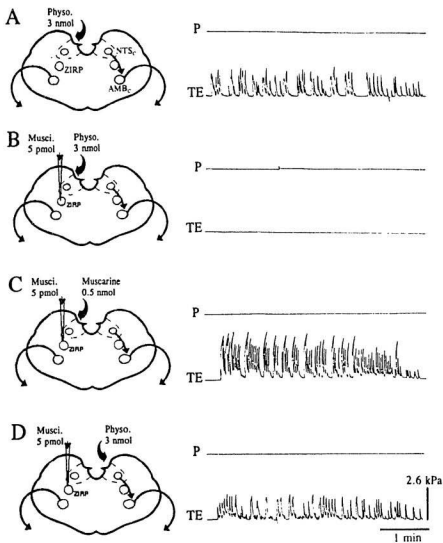 A
Physo.
3 nmol
NTSc
ZIRP
AMBc
P
TE
B
Musci. Physo.
5 pmol 3 nmol
ZIRP
P
TE
C
Musci. Muscarine
5 pmol 0.5 nmol
ZIRP
P
TE
D
Musci. Physo.
5 pmol 3 nmol
ZIRP
P
TE
2.6 kPa
1 min